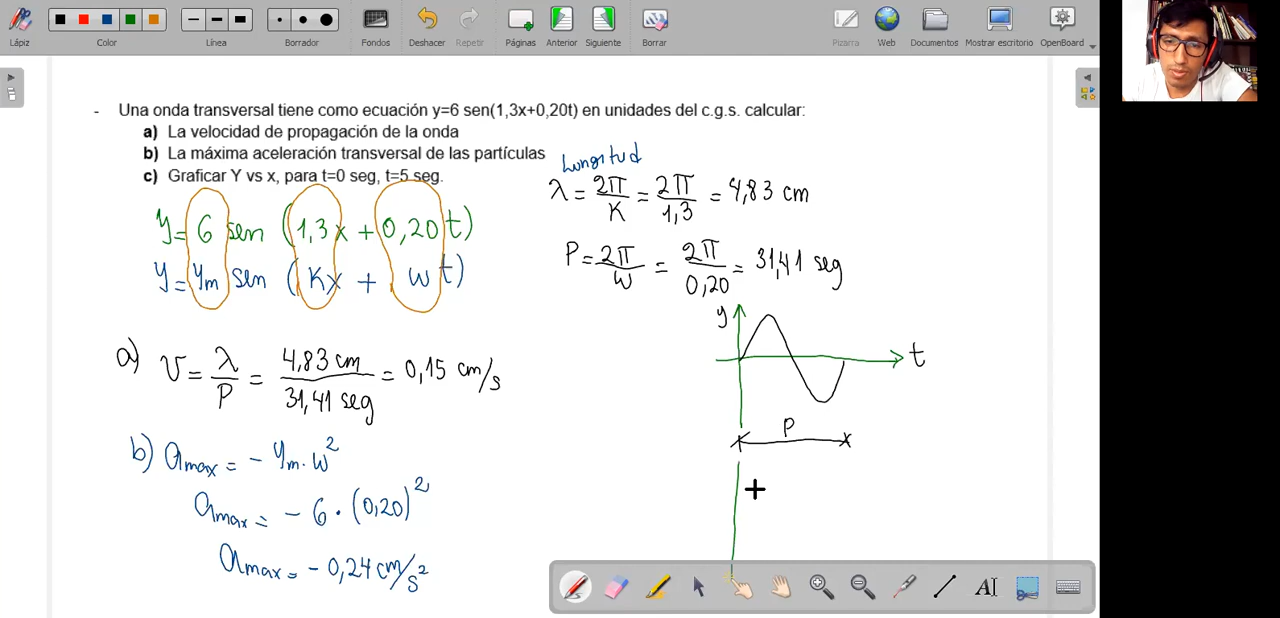 Lápiz Color Línea Borrador Fondos Deshacer Repetir Páginas Anterior Siguiente Borrar Pizarra Web Documentos Mostrar escritorio OpenBoard
- Una onda transversal tiene como ecuación y=6 sen(1,3x+0,20t) en unidades del c.g.s. calcular:
a) La velocidad de propagación de la onda
b) La máxima aceleración transversal de las partículas
c) Graficar Y vs x, para t=0 seg, t=5 seg.
y= 6 sen (1,3x + 0,20t)
y= ym sen (Kx + wt)
a) V= λ/P = 4,83 cm/31,41 seg = 0,15 cm/s
b) amax = - ym. w²
amax = - 6 · (0,20)²
amax = - 0,24 cm/s²
Longitud
λ = 2π/K = 2π/1,3 = 4,83 cm
P = 2π/w = 2π/0,20 = 31,41 seg
y
t
P